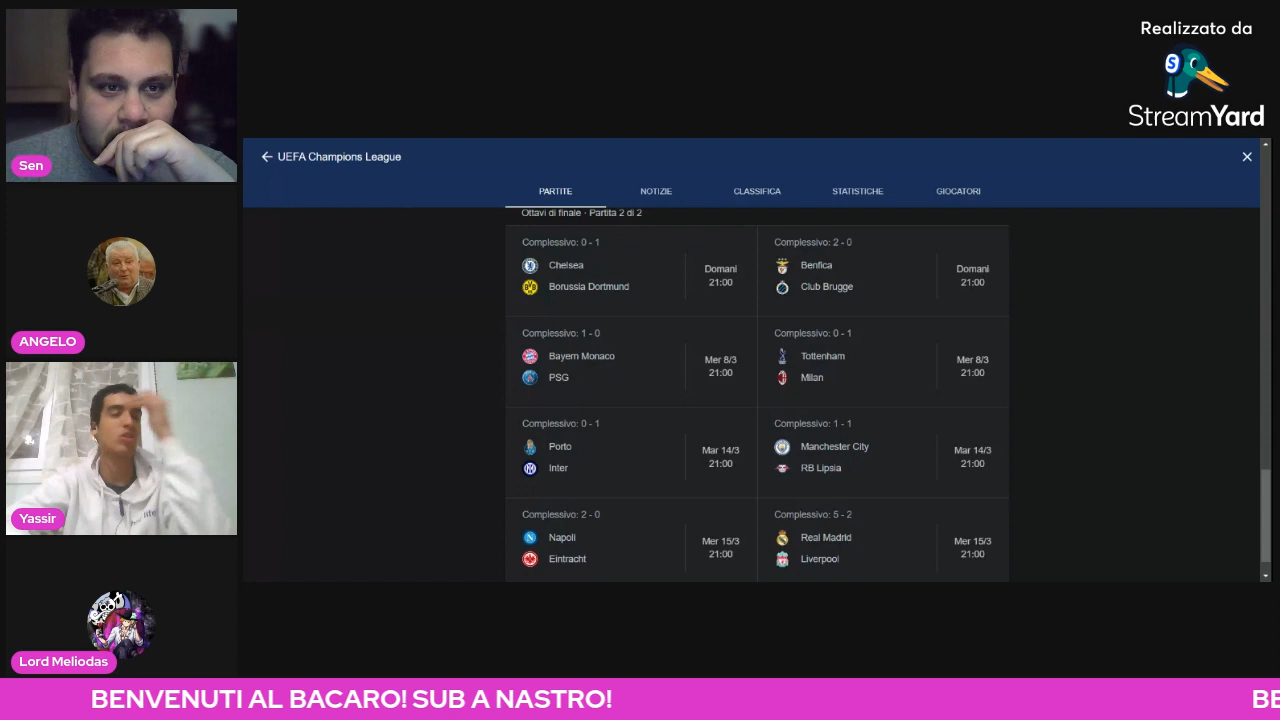 Realizzato da
StreamYard
Sen
ANGELO
Yassir
Lord Meliodas
UEFA Champions League
PARTITE
NOTIZIE
CLASSIFICA
STATISTICHE
GIOCATORI
Ottavi di finale · Partita 2 di 2
Complessivo: 0 - 1
Chelsea
Borussia Dortmund
Domani
21:00
Complessivo: 2 - 0
Benfica
Club Brugge
Domani
21:00
Complessivo: 1 - 0
Bayern Monaco
PSG
Mer 8/3
21:00
Complessivo: 0 - 1
Tottenham
Milan
Mer 8/3
21:00
Complessivo: 0 - 1
Porto
Inter
Mar 14/3
21:00
Complessivo: 1 - 1
Manchester City
RB Lipsia
Mar 14/3
21:00
Complessivo: 2 - 0
Napoli
Eintracht
Mer 15/3
21:00
Complessivo: 5 - 2
Real Madrid
Liverpool
Mer 15/3
21:00
BENVENUTI AL BACARO! SUB A NASTRO!
BE